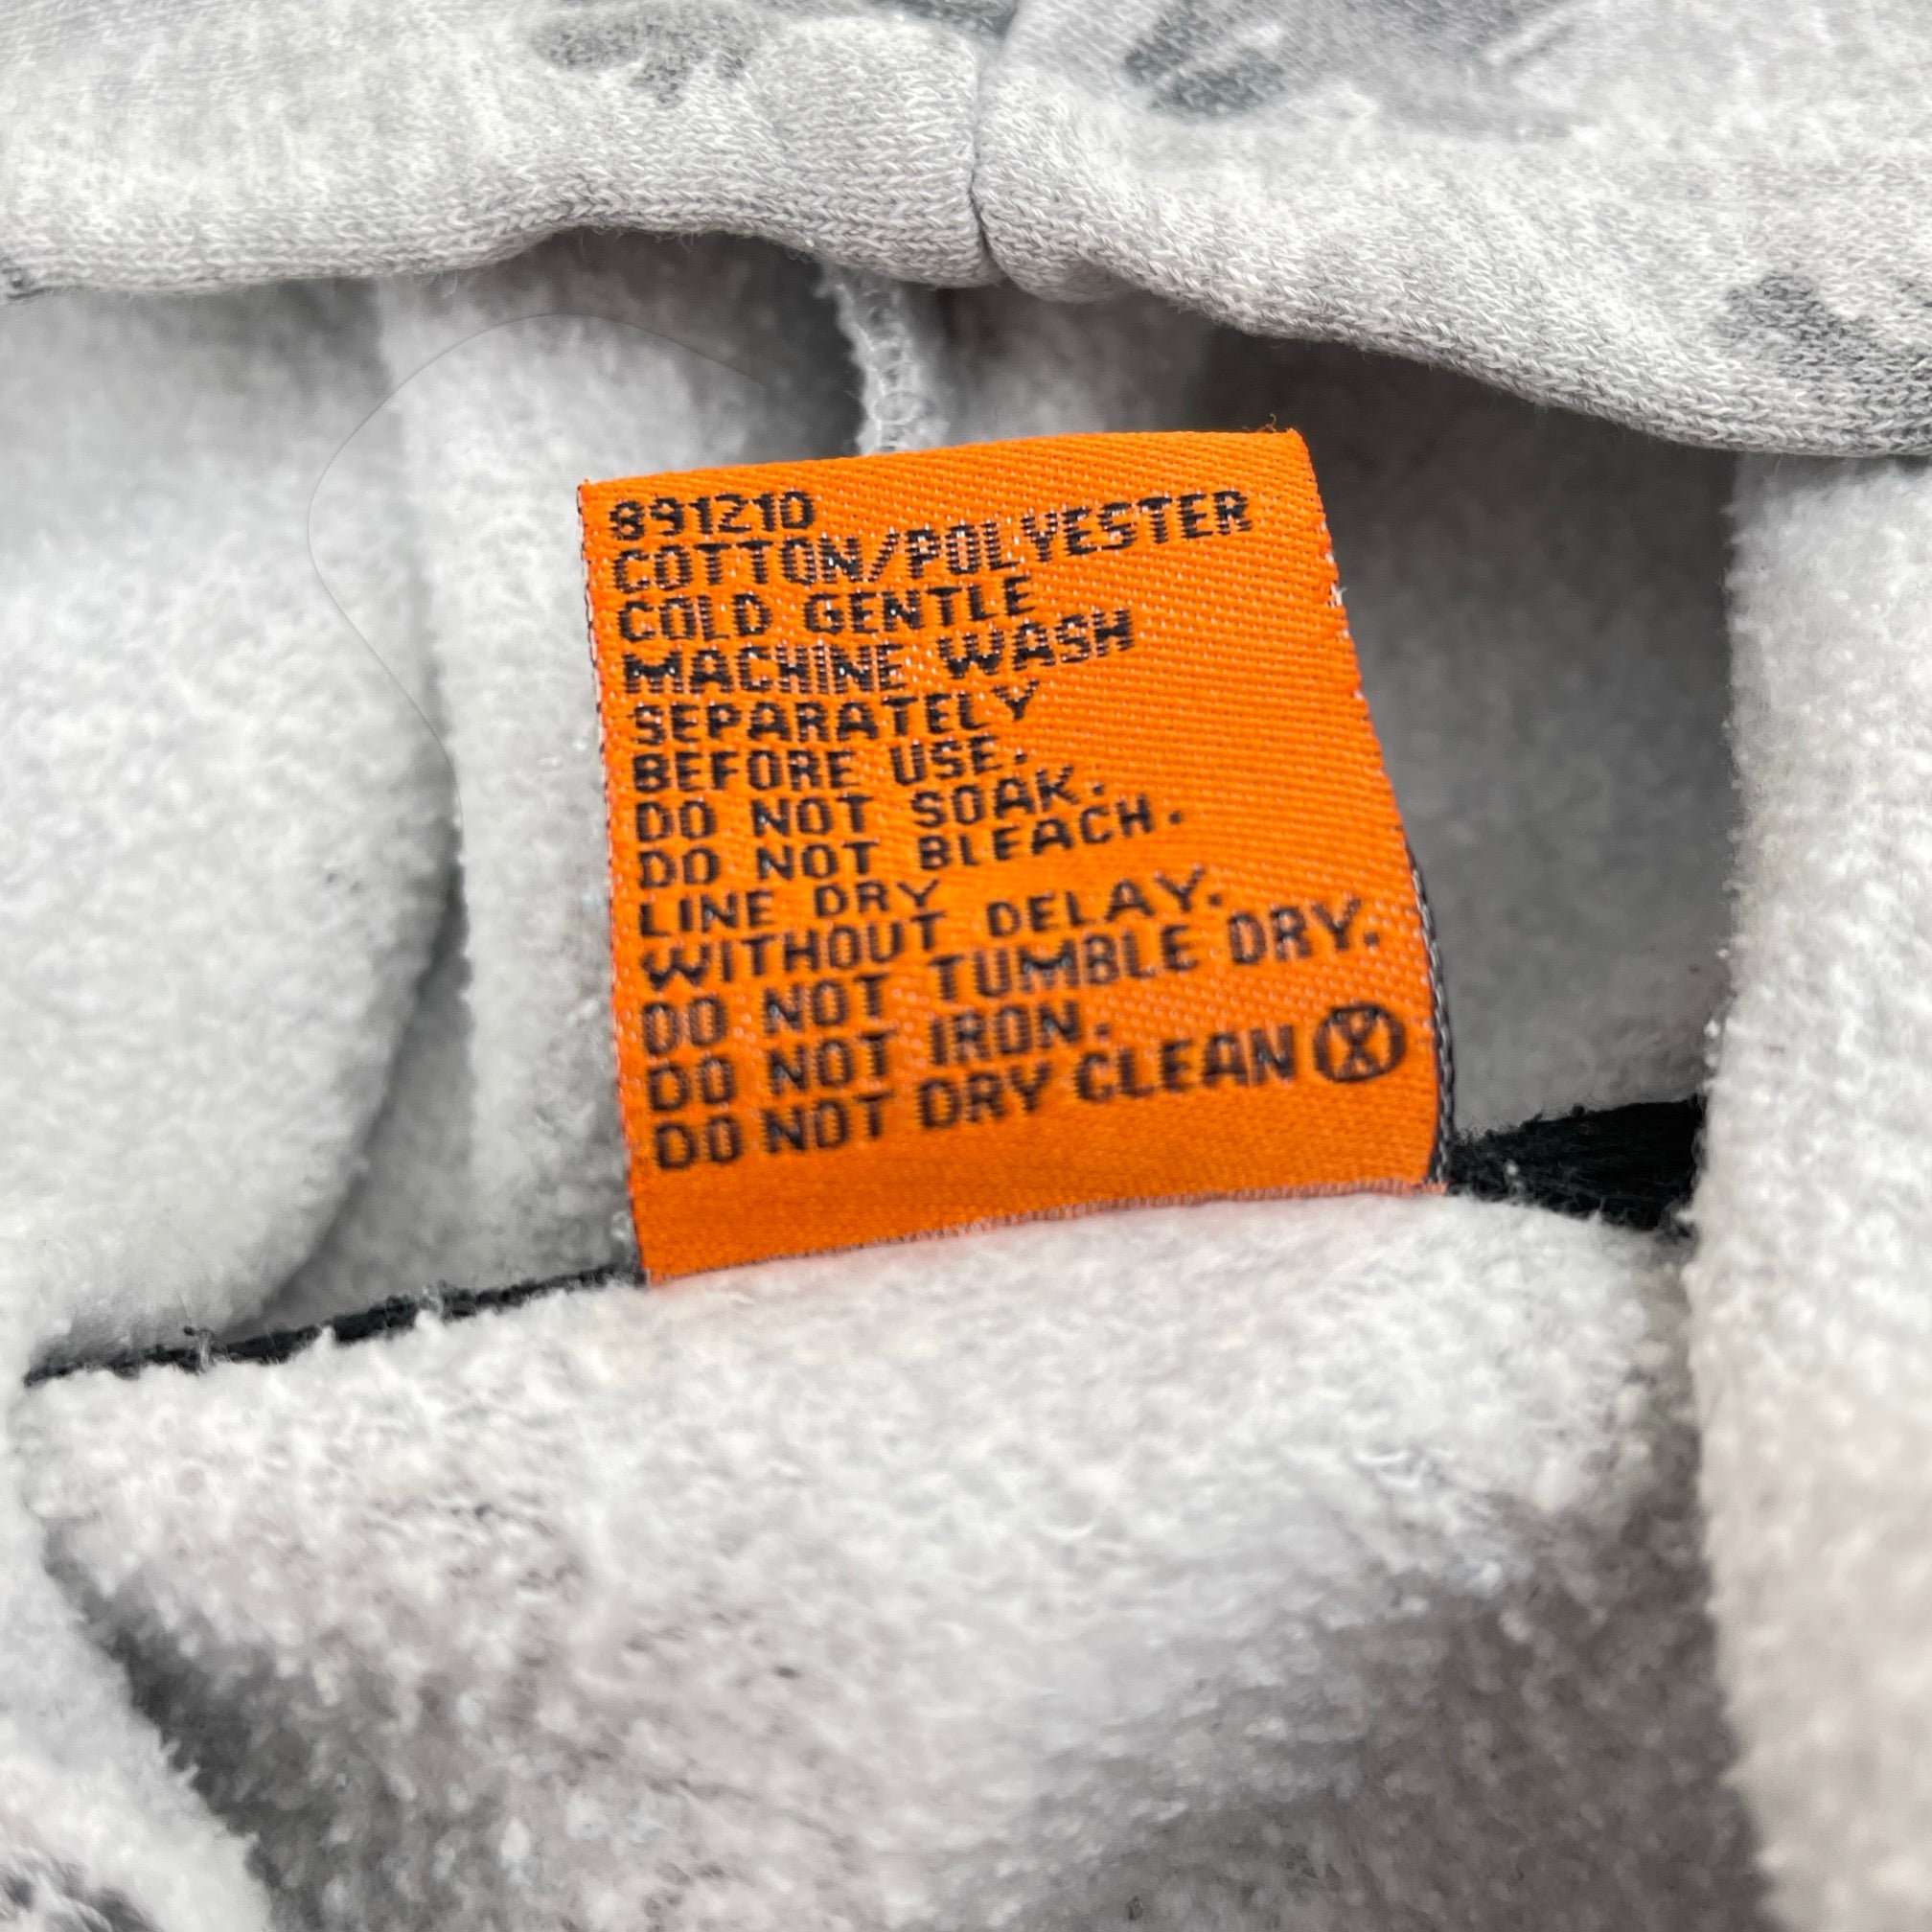 891210
COTTON/POLYESTER
COLD GENTLE
MACHINE WASH
SEPARATELY
BEFORE USE.
DO NOT SOAK.
DO NOT BLEACH.
LINE DRY
WITHOUT DELAY.
DO NOT TUMBLE DRY.
DO NOT IRON.
DO NOT DRY CLEAN